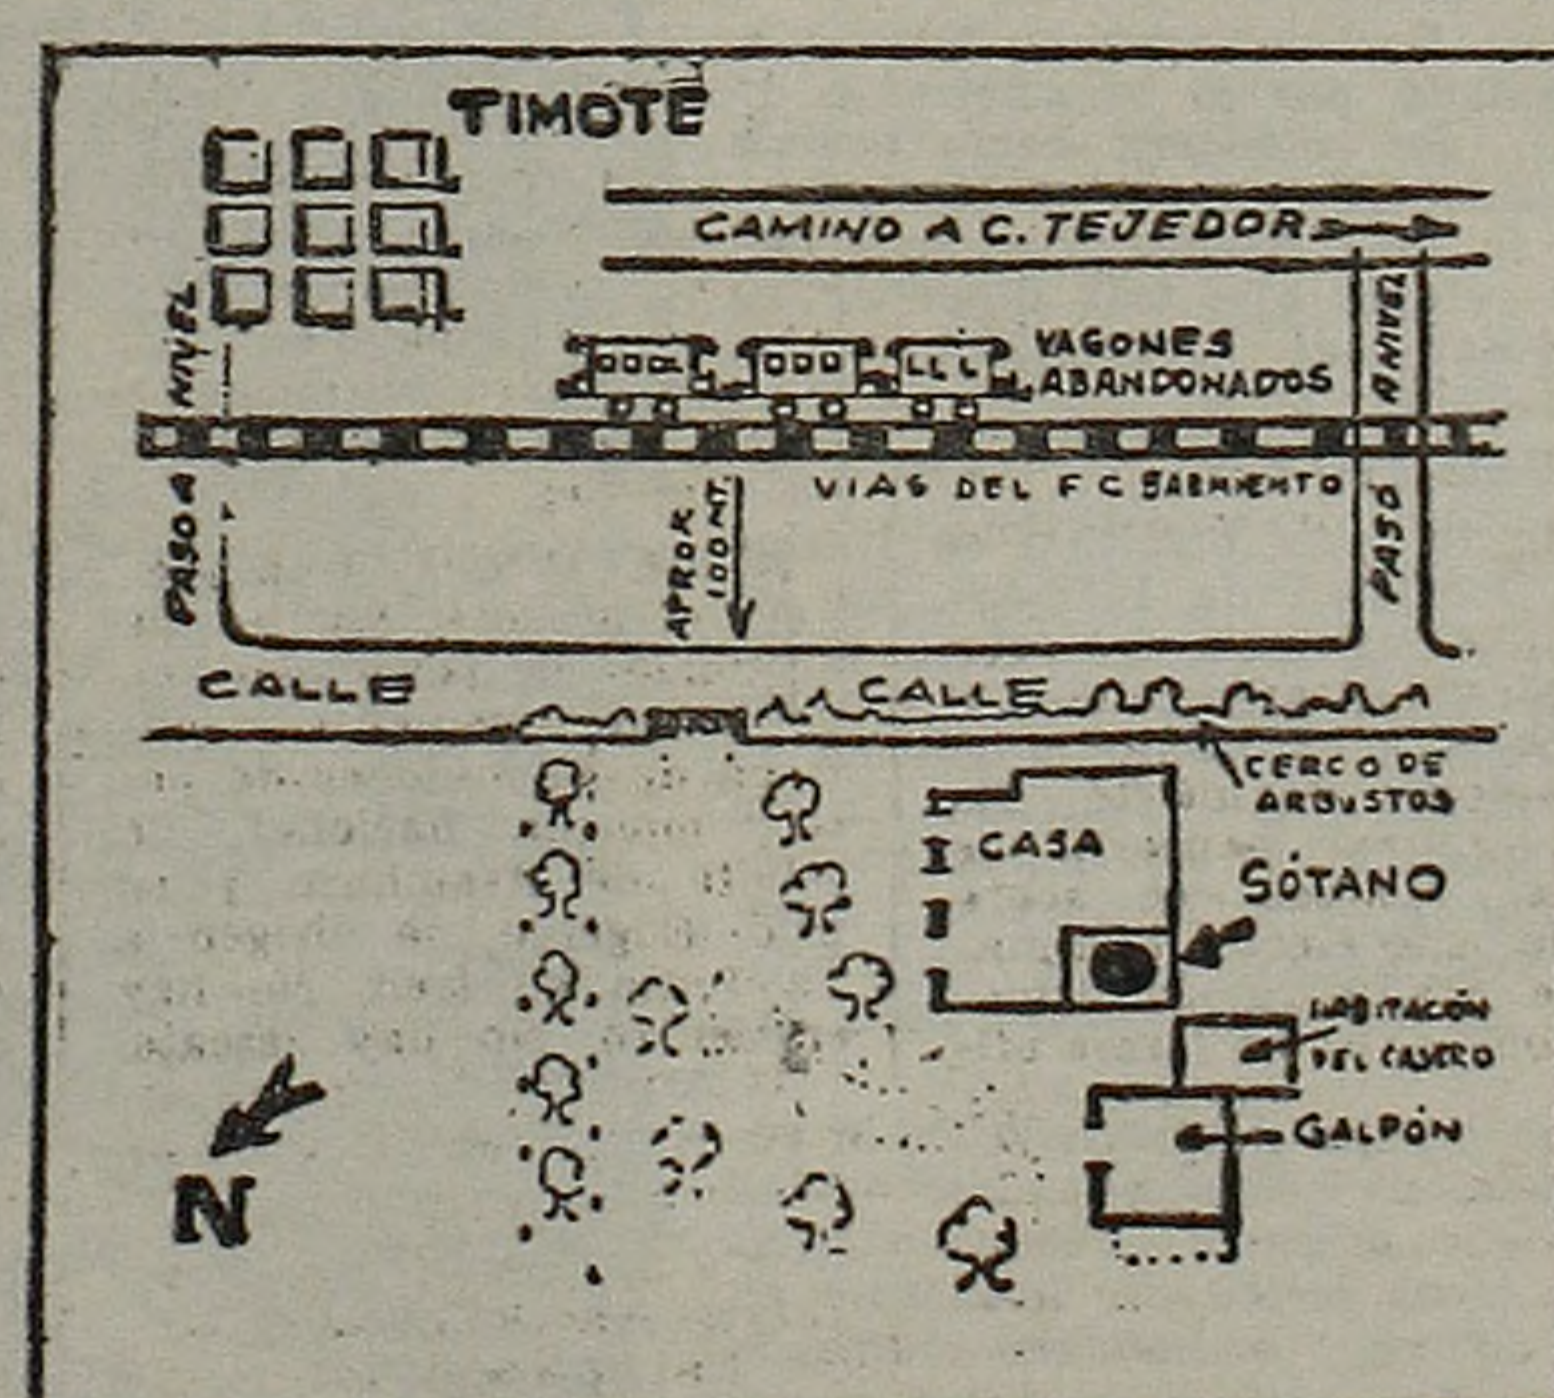 TIMOTE
CAMINO A C. TEJEDOR
PASO A NIVEL
VAGONES
ABANDONADOS
PASO A NIVEL
VIAS DEL F C SARMIENTO
APROX
100 MT.
CALLE
CALLE
CERCO DE
ARBUSTOS
CASA
SÓTANO
HABITACIÓN
DEL CASERO
GALPÓN
N